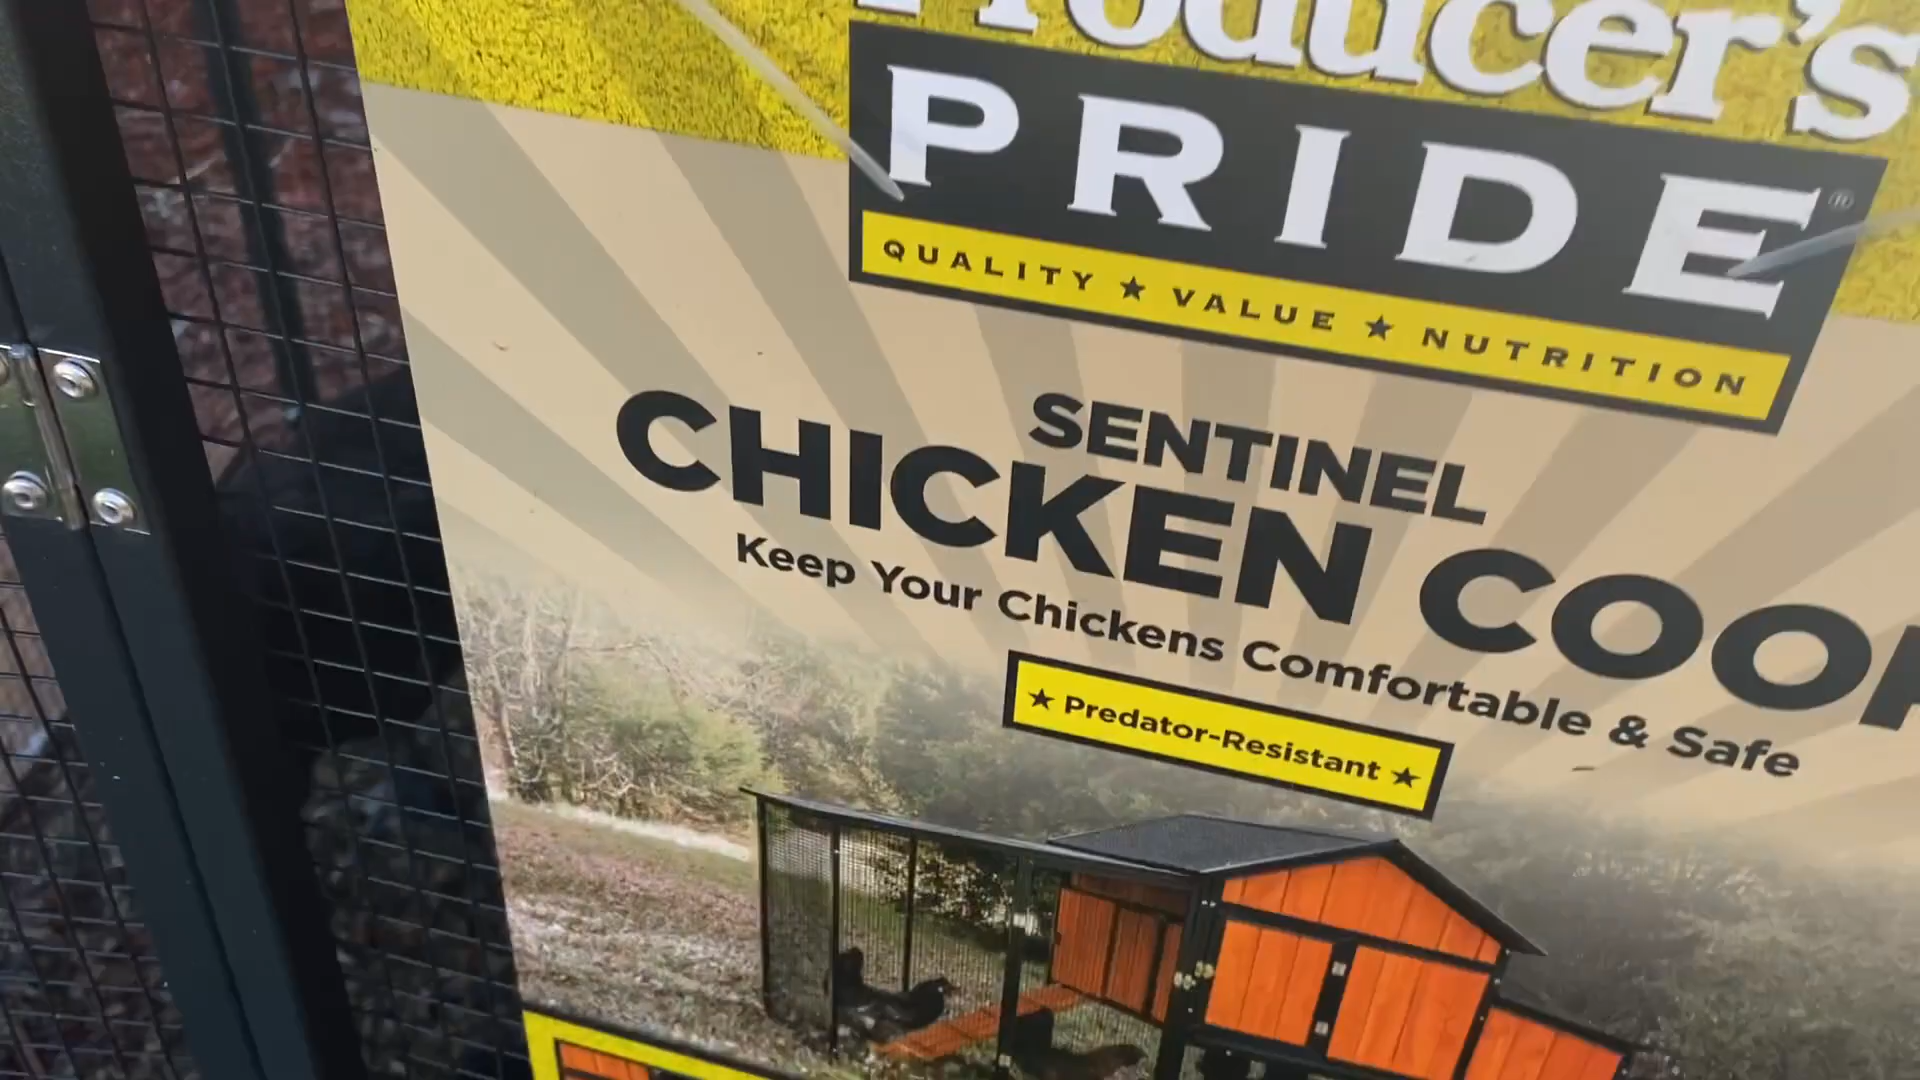 Producer's
PRIDE®
QUALITY ★ VALUE ★ NUTRITION
SENTINEL
CHICKEN COOP
Keep Your Chickens Comfortable & Safe
★ Predator-Resistant ★